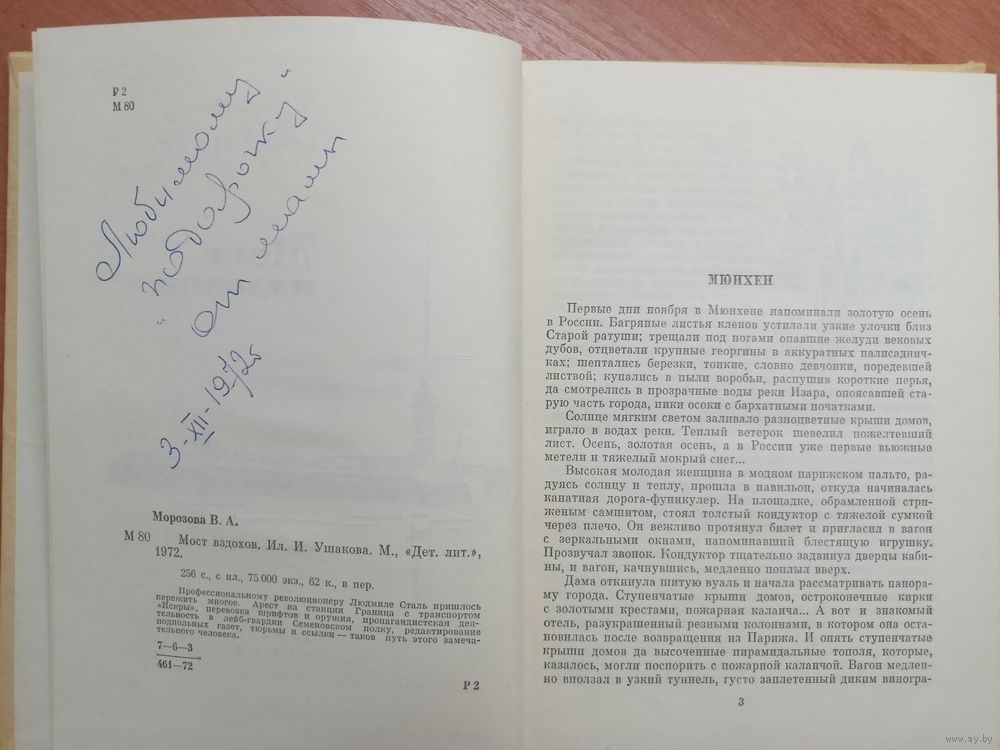 Р 2
М 80
Любимому
"подарочку"
от мамы
3-XII-1972г
Морозова В. А.
М 80 Мост вздохов. Ил. И. Ушакова. М., «Дет. лит.»,
1972.
256 с., с ил., 75 000 экз., 62 к., в пер.
Профессиональному революционеру Людмиле Сталь пришлось
пережить многое. Арест на станции Граница с транспортом
«Искры», перевозка шрифтов и оружия, пропагандистская дея-
тельность в лейб-гвардии Семеновском полку, редактирование
подпольных газет, тюрьмы и ссылки — таков путь этого замеча-
тельного человека.
7—6—3
461—72
Р 2
МЮНХЕН
Первые дни ноября в Мюнхене напоминали золотую осень
в России. Багряные листья кленов устилали узкие улочки близ
Старой ратуши; трещали под ногами опавшие желуди вековых
дубов, отцветали крупные георгины в аккуратных палисаднич-
ках; шептались березки, тонкие, словно девчонки, поредевшей
листвой; купались в пыли воробьи, распушив короткие перья,
да смотрелись в прозрачные воды реки Изара, опоясавшей ста-
рую часть города, пики осоки с бархатными початками.
Солнце мягким светом заливало разноцветные крыши домов,
играло в водах реки. Теплый ветерок шевелил пожелтевший
лист. Осень, золотая осень, а в России уже первые вьюжные
метели и тяжелый мокрый снег...
Высокая молодая женщина в модном парижском пальто, ра-
дуясь солнцу и теплу, прошла в павильон, откуда начиналась
канатная дорога-фуникулер. На площадке, обрамленной стри-
женым самшитом, стоял толстый кондуктор с тяжелой сумкой
через плечо. Он вежливо протянул билет и пригласил в вагон
с зеркальными окнами, напоминавший блестящую игрушку.
Прозвучал звонок. Кондуктор тщательно задвинул дверцы каби-
ны, и вагон, качнувшись, медленно поплыл вверх.
Дама откинула шитую вуаль и начала рассматривать панора-
му города. Ступенчатые крыши домов, остроконечные кирки
с золотыми крестами, пожарная каланча... А вот и знакомый
отель, разукрашенный резными колоннами, в котором она оста-
новилась после возвращения из Парижа. И опять ступенчатые
крыши домов да высоченные пирамидальные тополя, которые,
казалось, могли поспорить с пожарной каланчой. Вагон медлен-
но вползал в узкий туннель, густо заплетенный диким виногра-
3
www.ay.by